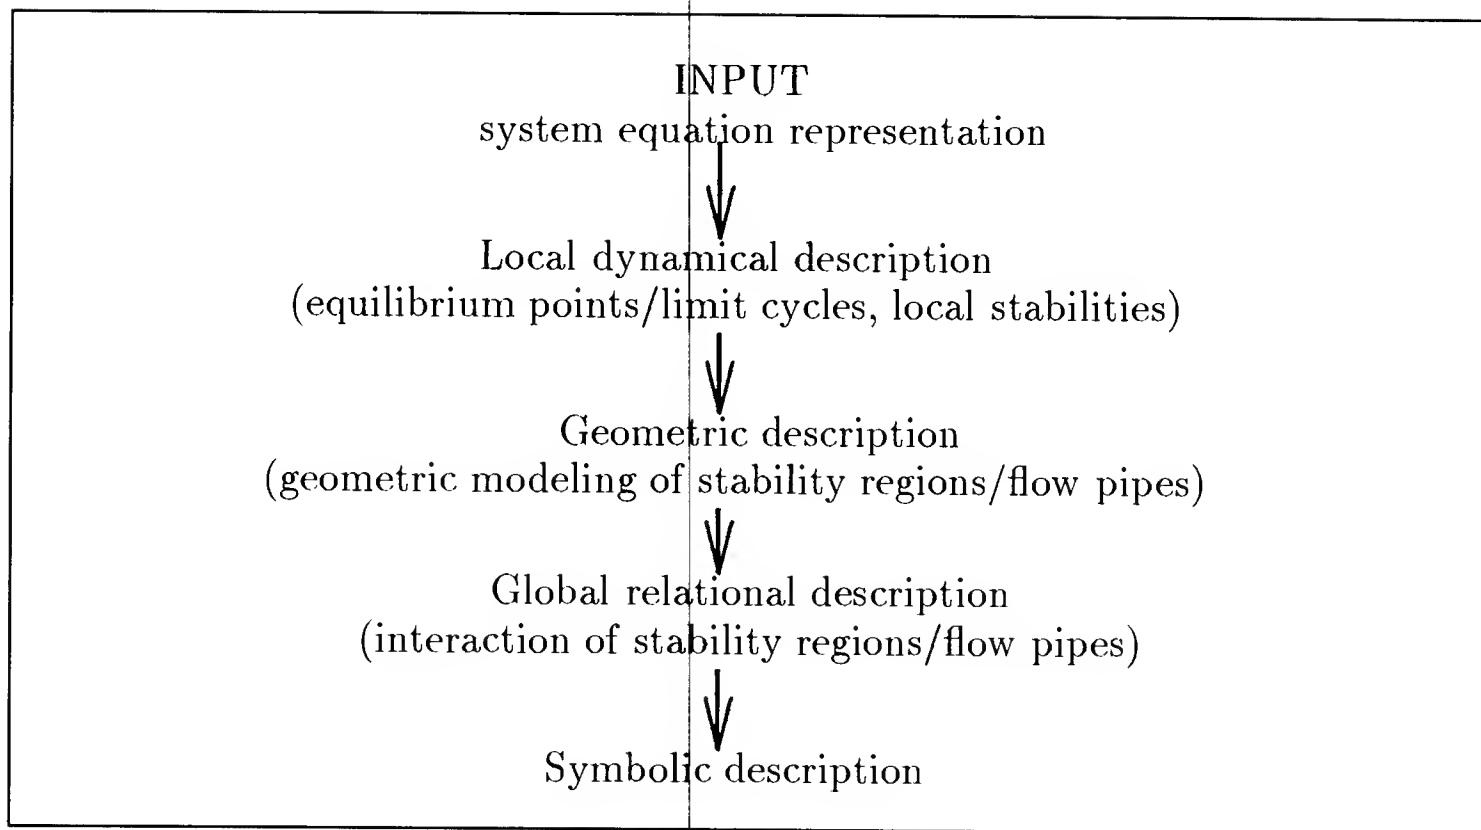 INPUT
system equation representation
Local dynamical description
(equilibrium points/limit cycles, local stabilities)
Geometric description
(geometric modeling of stability regions/flow pipes)
Global relational description
(interaction of stability regions/flow pipes)
Symbolic description